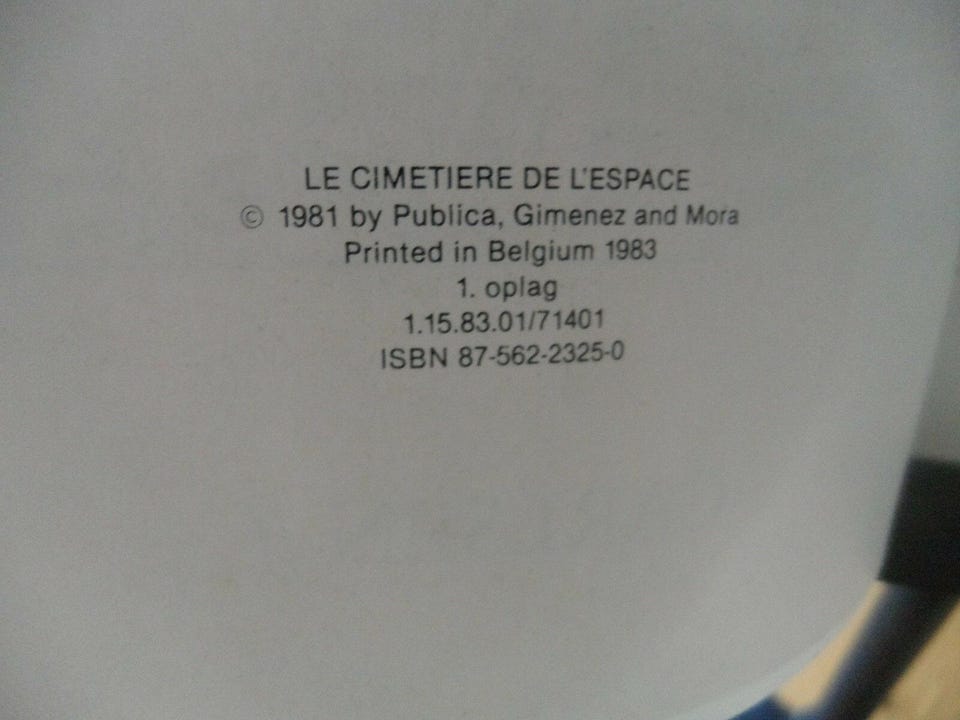 LE CIMETIERE DE L'ESPACE
© 1981 by Publica, Gimenez and Mora
Printed in Belgium 1983
1. oplag
1.15.83.01/71401
ISBN 87-562-2325-0